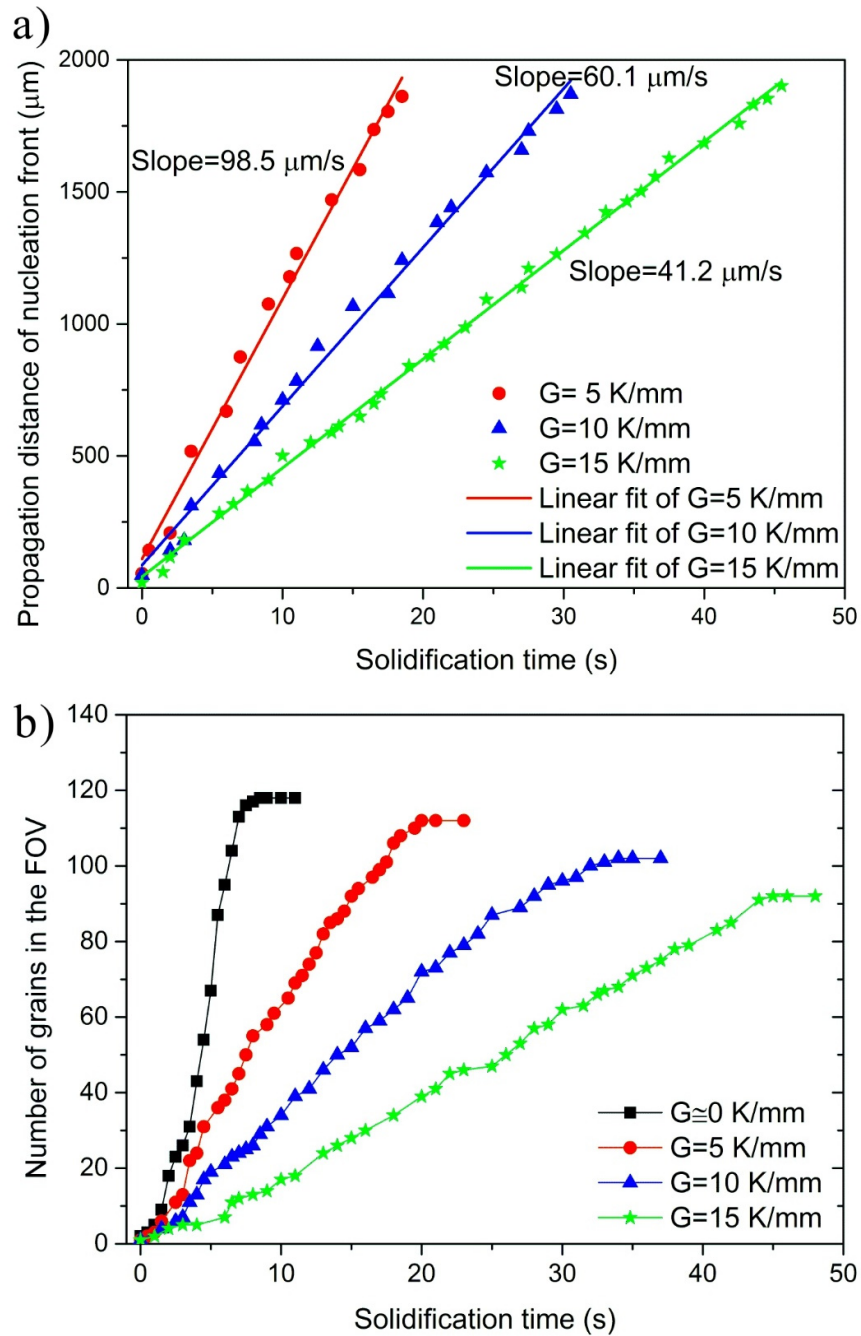 a)
Propagation distance of nucleation front (μm)
2000
1500
1000
500
0
Slope=60.1 μm/s
Slope=98.5 μm/s
Slope=41.2 μm/s
G= 5 K/mm
G=10 K/mm
G=15 K/mm
Linear fit of G=5 K/mm
Linear fit of G=10 K/mm
Linear fit of G=15 K/mm
0 10 20 30 40 50
Solidification time (s)
b)
Number of grains in the FOV
140
120
100
80
60
40
20
0
G≅0 K/mm
G=5 K/mm
G=10 K/mm
G=15 K/mm
0 10 20 30 40 50
Solidification time (s)